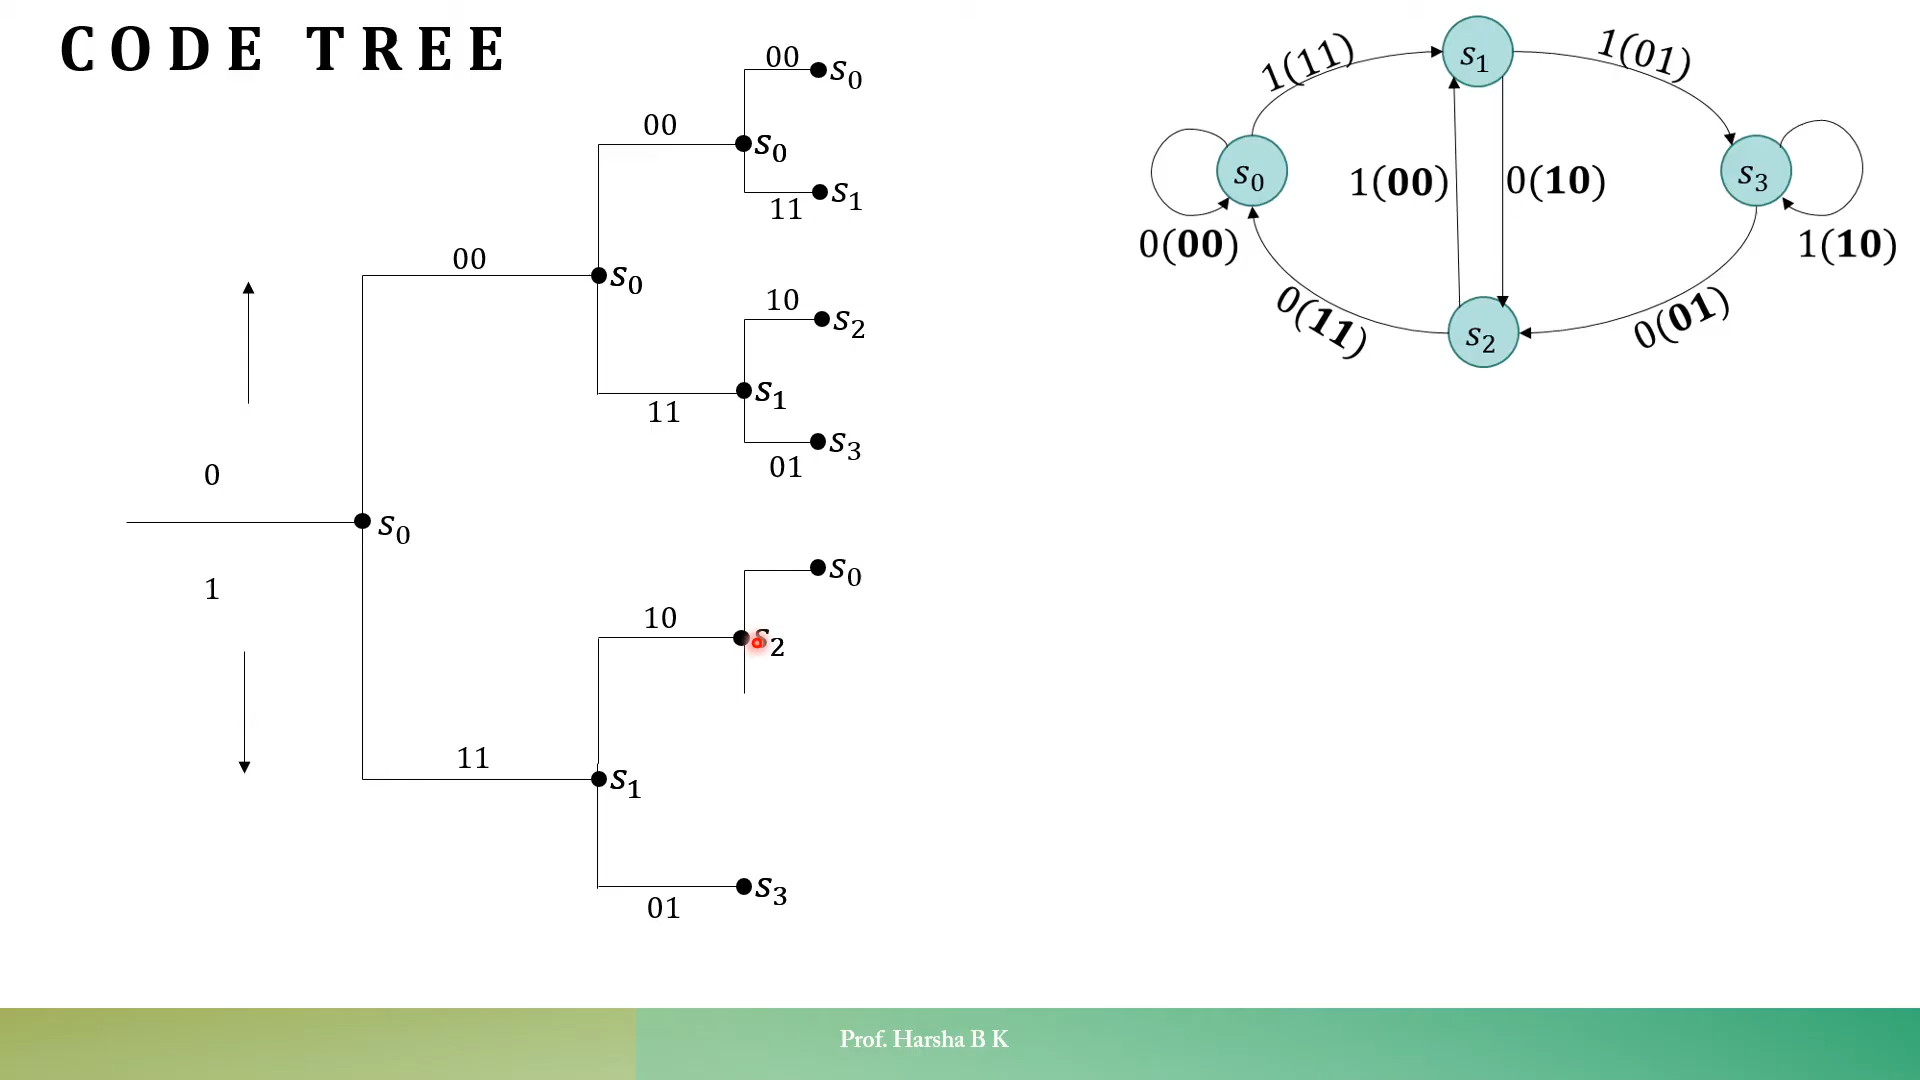 CODE TREE
00
s0
00
s0
s1
11
00
s0
10
s2
s1
11
s3
01
0
s0
1
s0
10
s2
11
s1
s3
01
1(11)
s1
1(01)
s0
1(00)
0(10)
s3
0(00)
1(10)
0(11)
s2
0(01)
Prof. Harsha B K